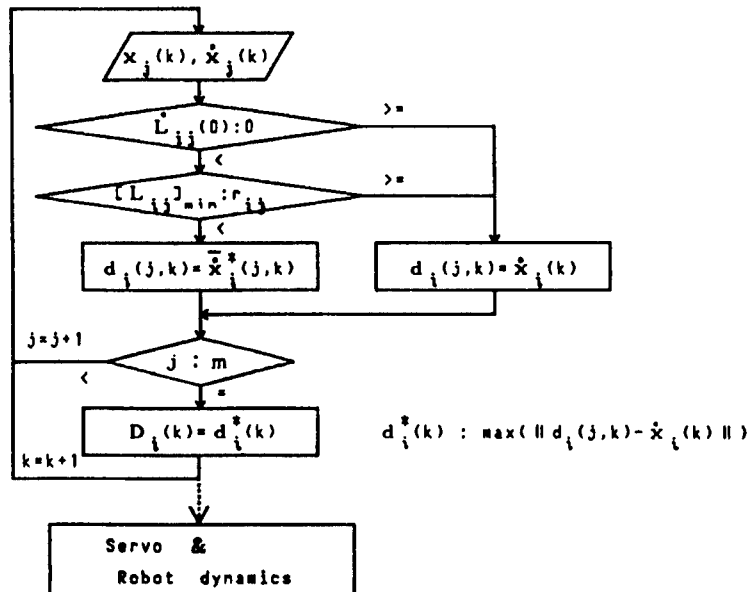 x_j(k), ẋ_j(k)
>=
L̇_ij(0):0
<
>=
[L_ij]_min:r_ij
<
d_i(j,k)=x̄̇*_i(j,k)
d_i(j,k)=ẋ_i(k)
j=j+1
j : m
<
=
D_i(k)=d*_i(k)
d*_i(k) : max(‖d_i(j,k)-ẋ_i(k)‖)
k=k+1
Servo &
Robot dynamics